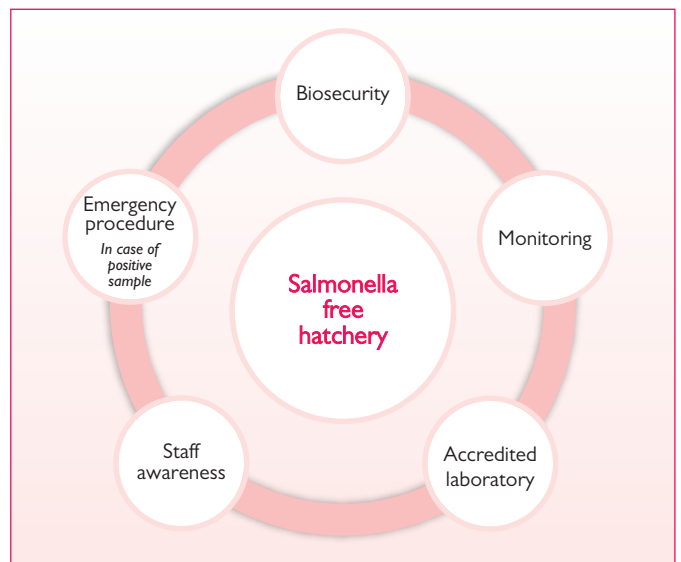 Biosecurity
Emergency
procedure
In case of
positive
sample
Monitoring
Salmonella
free
hatchery
Staff
awareness
Accredited
laboratory